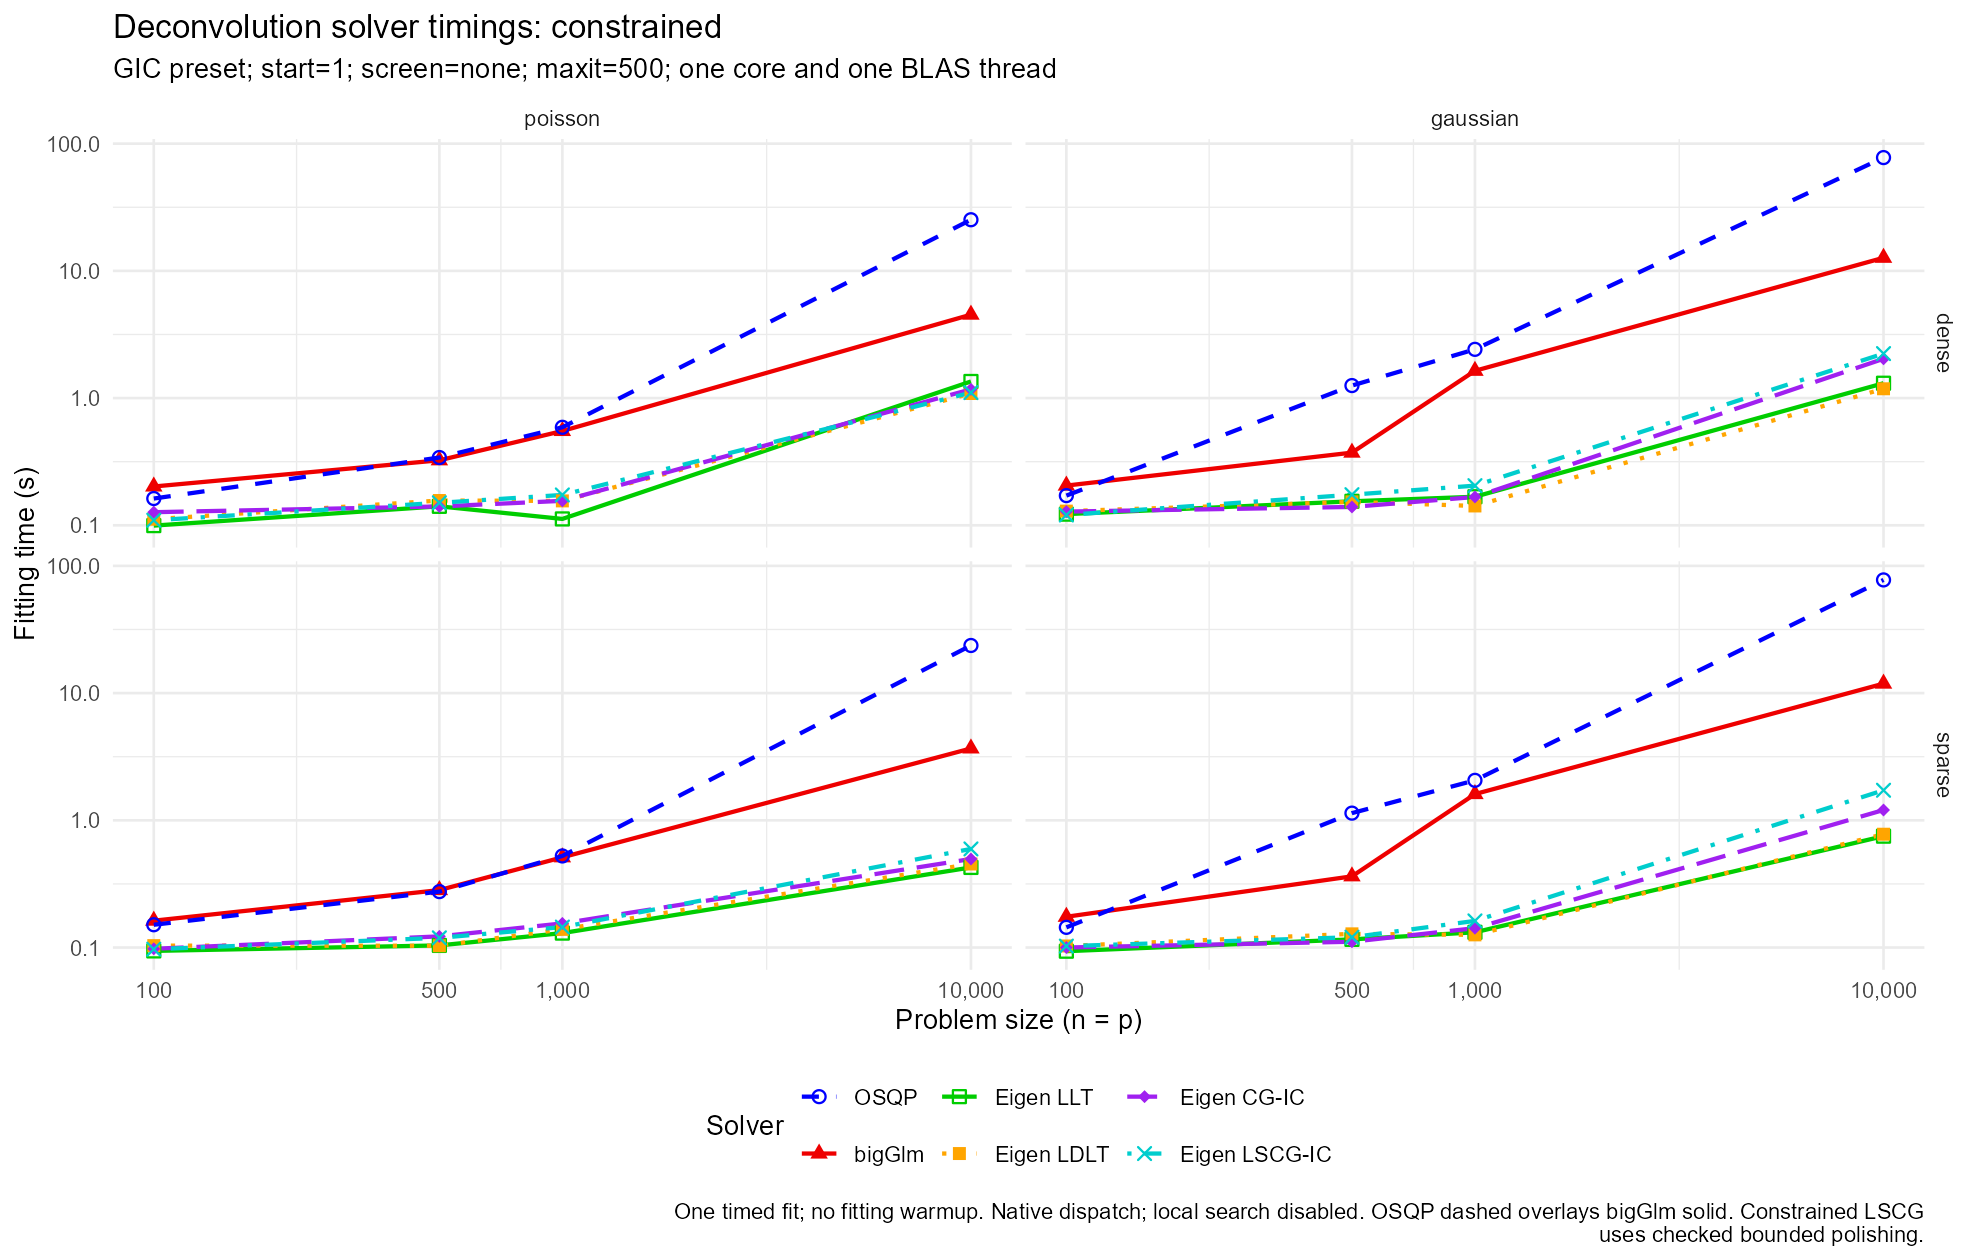 Deconvolution solver timings: constrained
GIC preset; start=1; screen=none; maxit=500; one core and one BLAS thread
poisson
gaussian
100.0
10.0
1.0
0.1
dense
100.0
10.0
1.0
0.1
sparse
Fitting time (s)
100 500 1,000 10,000
100 500 1,000 10,000
Problem size (n = p)
Solver
OSQP
Eigen LLT
Eigen CG-IC
bigGlm
Eigen LDLT
Eigen LSCG-IC
One timed fit; no fitting warmup. Native dispatch; local search disabled. OSQP dashed overlays bigGlm solid. Constrained LSCG
uses checked bounded polishing.